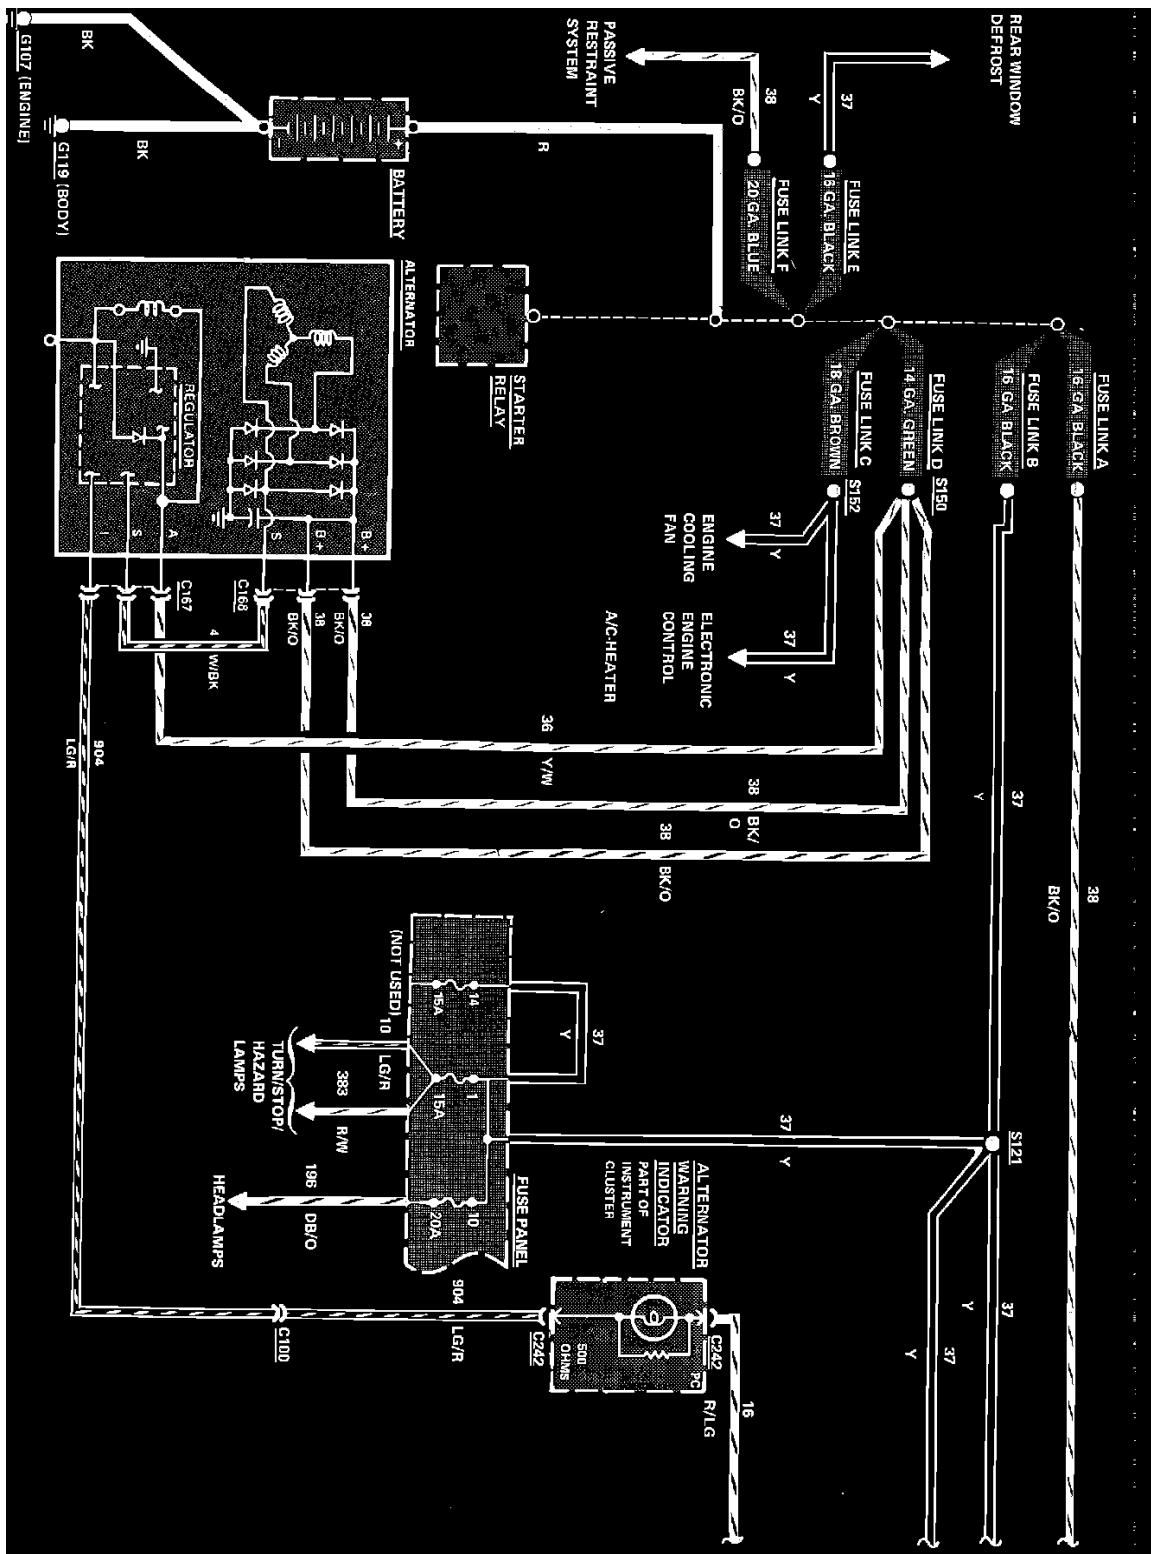 REAR WINDOW
DEFROST
37
Y
FUSE LINK E
16 GA. BLACK
PASSIVE
RESTRAINT
SYSTEM
38
BK/O
FUSE LINK F
20 GA. BLUE
R
BATTERY
+
-
BK
G107 (ENGINE)
BK
G119 (BODY)
FUSE LINK A
16 GA. BLACK
FUSE LINK B
16 GA. BLACK
FUSE LINK D
14 GA. GREEN
S150
FUSE LINK C
18 GA. BROWN
S152
STARTER
RELAY
ALTERNATOR
REGULATOR
B+
B+
S
A
S
I
C168
C167
38
BK/O
38
BK/O
4
W/BK
904
LG/R
37
Y
ENGINE
COOLING
FAN
37
Y
ELECTRONIC
ENGINE
CONTROL
A/C-HEATER
36
Y/W
38
BK/
O
38
BK/O
37
Y
38
BK/O
S121
37
Y
37
Y
37
Y
37
Y
14
15A
(NOT USED)
1
15A
10
LG/R
383
R/W
TURN/STOP/
HAZARD
LAMPS
10
20A
196
DB/O
HEADLAMPS
FUSE PANEL
ALTERNATOR
WARNING
INDICATOR
PART OF
INSTRUMENT
CLUSTER
C242
PC
500
OHMS
C242
904
LG/R
C100
16
R/LG